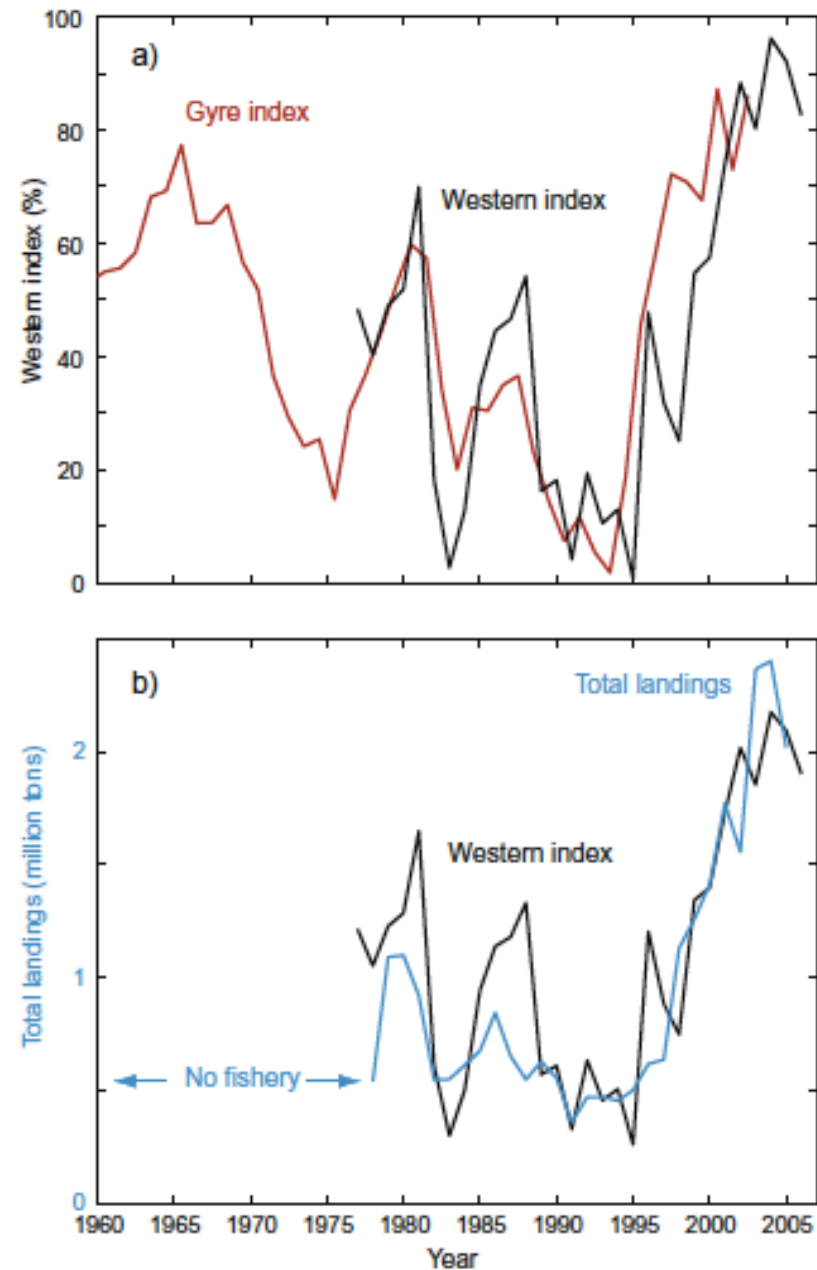 a)
Gyre index
Western index
Western index (%)
100
80
60
40
20
0
b)
Total landings
Western index
No fishery
Total landings (million tons)
2
1
0
1960 1965 1970 1975 1980 1985 1990 1995 2000 2005
Year